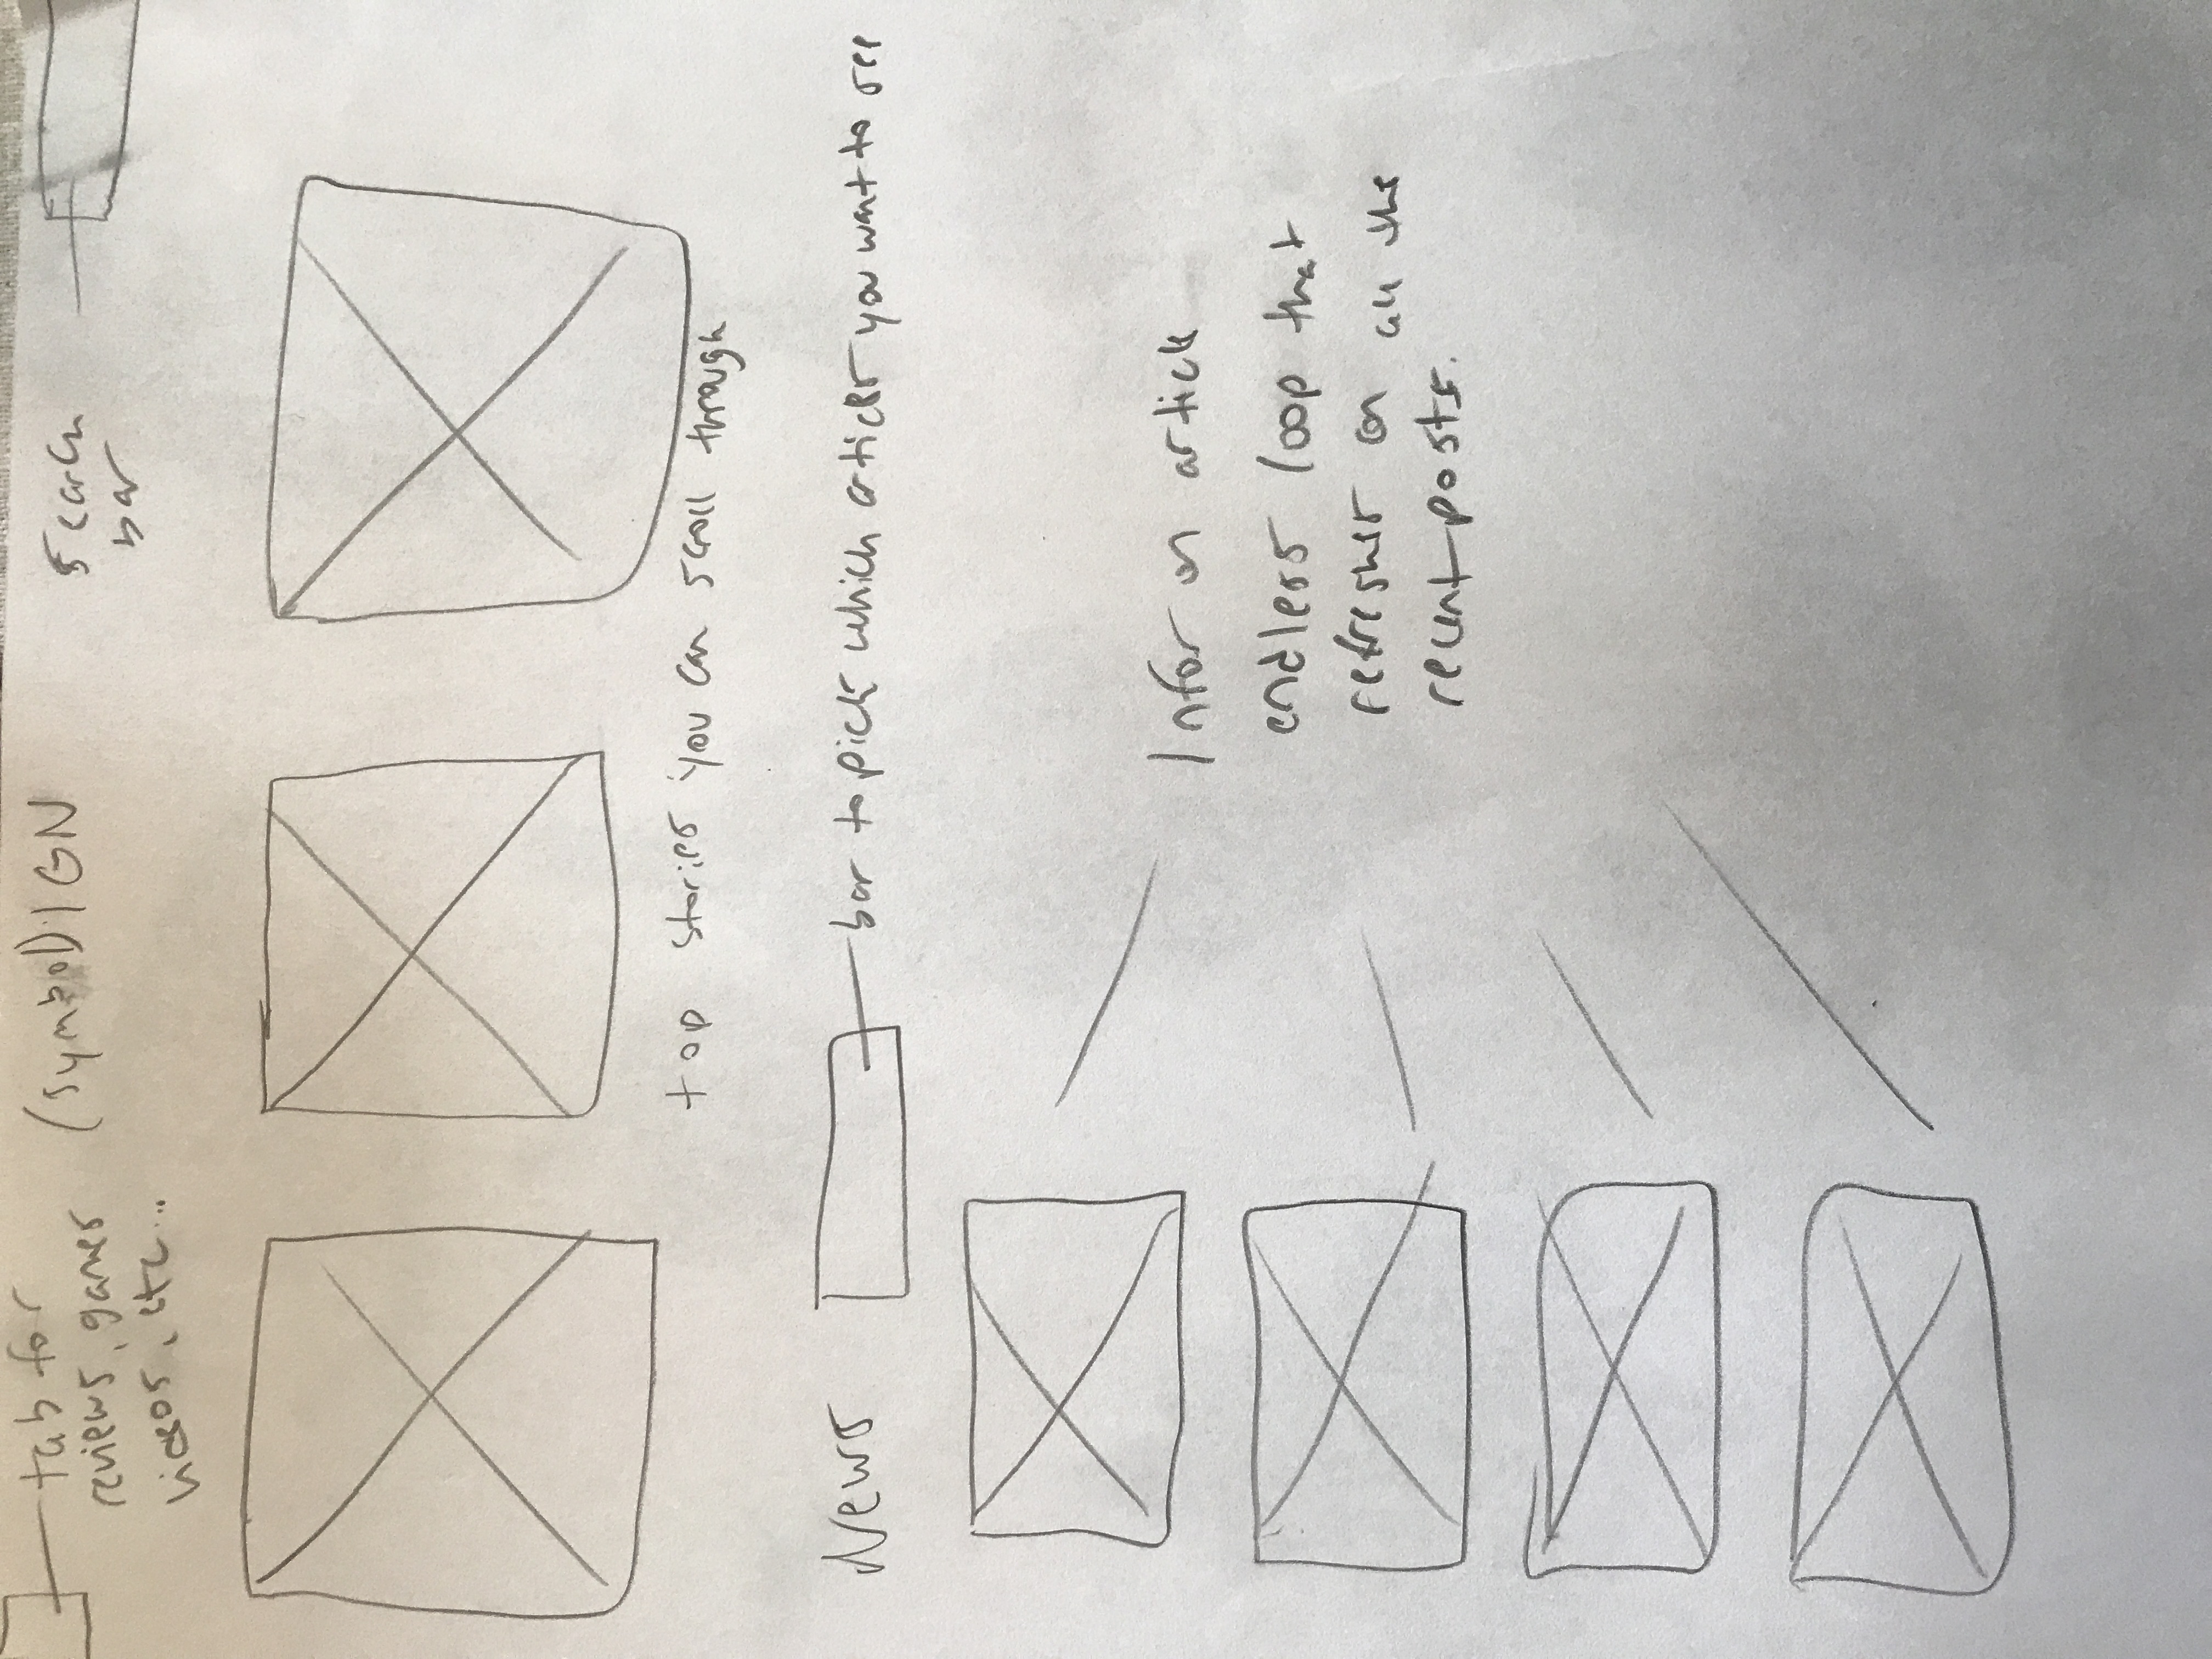 tab for
reviews, games
videos, etc...
(symbol) IGN
search
bar
top stories you can scroll through
News
bar to pick which articles you want to see
Infor on article
endless loop that
refreshes on all the
recent posts.